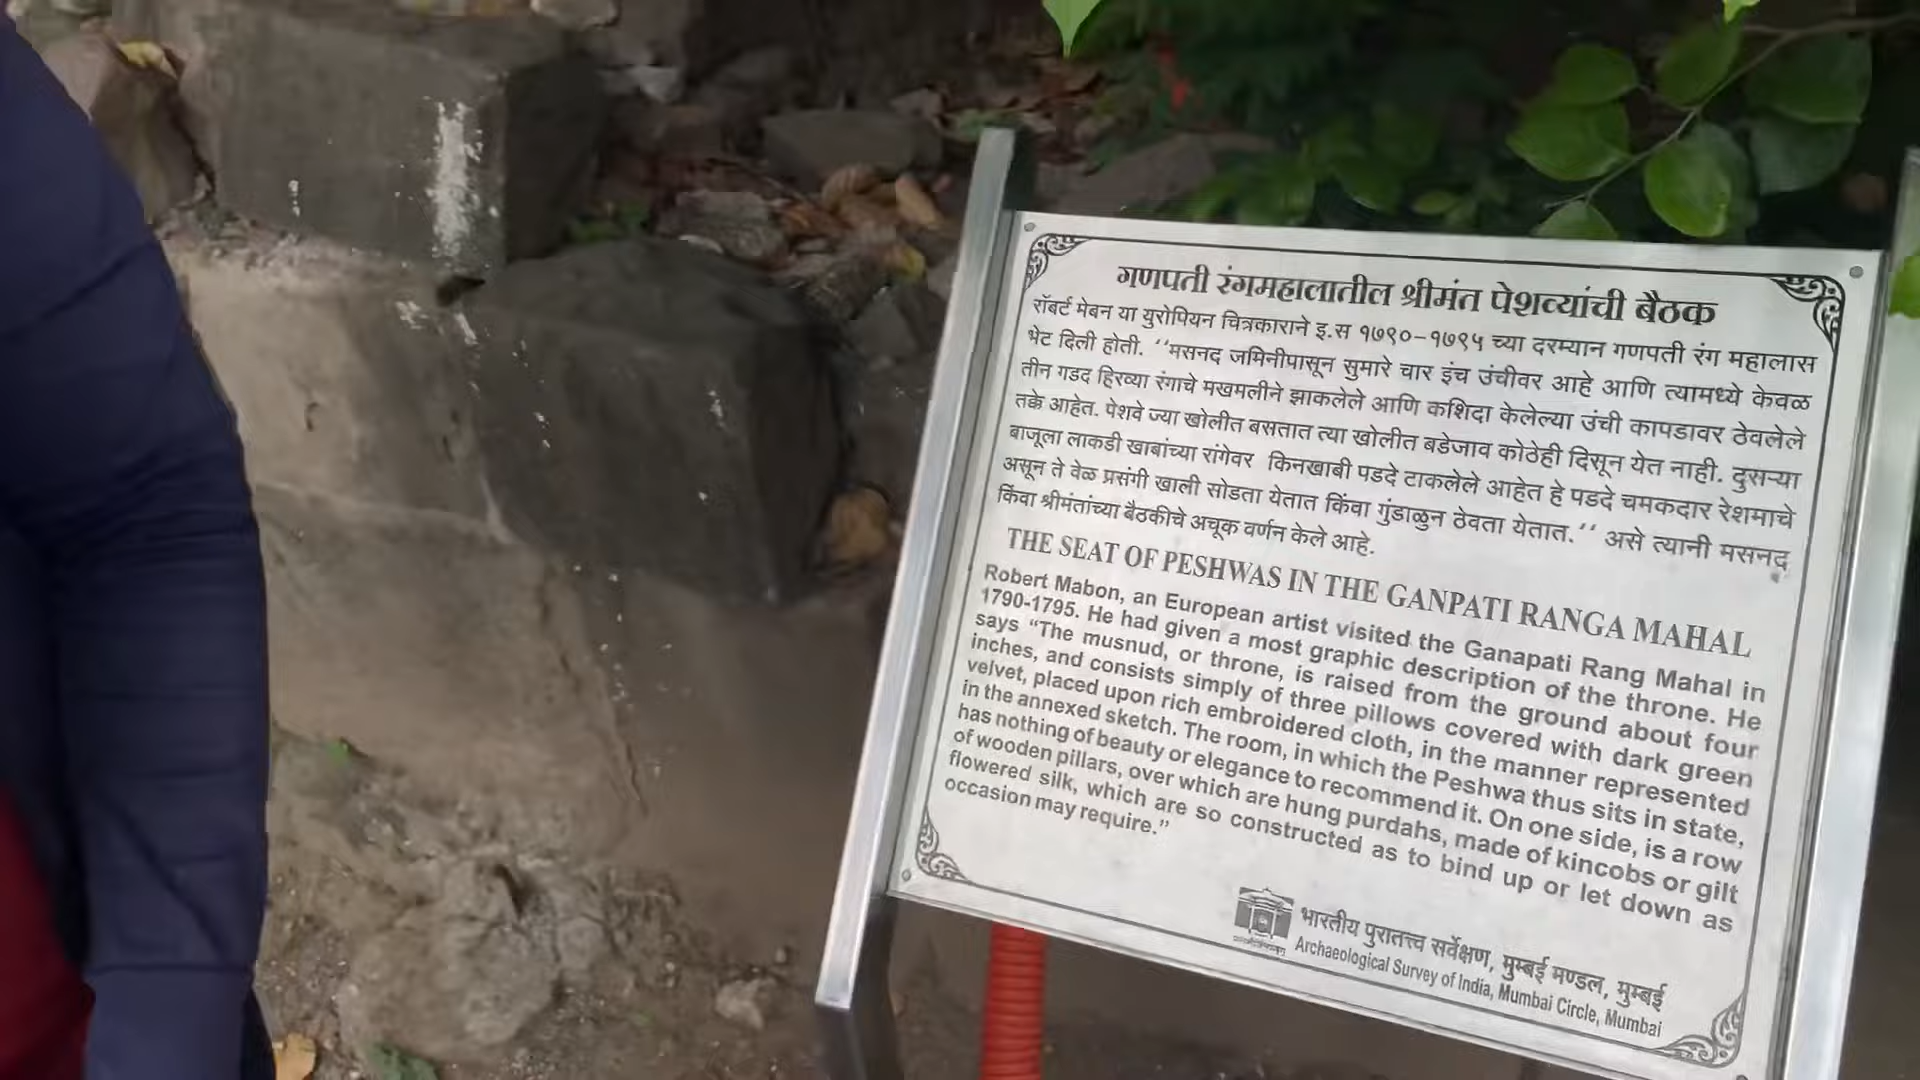 गणपती रंगमहालातील श्रीमंत पेशव्यांची बैठक
रॉबर्ट मेबन या युरोपियन चित्रकाराने इ.स १७९०-१७९५ च्या दरम्यान गणपती रंग महालास
भेट दिली होती. ‘‘मसनद जमिनीपासून सुमारे चार इंच उंचीवर आहे आणि त्यामध्ये केवळ
तीन गडद हिरव्या रंगाचे मखमलीने झाकलेले आणि कशिदा केलेल्या उंची कापडावर ठेवलेले
तक्के आहेत. पेशवे ज्या खोलीत बसतात त्या खोलीत बडेजाव कोठेही दिसून येत नाही. दुसऱ्या
बाजूला लाकडी खाबांच्या रांगेवर किनखाबी पडदे टाकलेले आहेत हे पडदे चमकदार रेशमाचे
असून ते वेळ प्रसंगी खाली सोडता येतात किंवा गुंडाळुन ठेवता येतात.‘‘ असे त्यानी मसनद
किंवा श्रीमंतांच्या बैठकीचे अचूक वर्णन केले आहे.
THE SEAT OF PESHWAS IN THE GANPATI RANGA MAHAL
Robert Mabon, an European artist visited the Ganapati Rang Mahal in
1790-1795. He had given a most graphic description of the throne. He
says “The musnud, or throne, is raised from the ground about four
inches, and consists simply of three pillows covered with dark green
velvet, placed upon rich embroidered cloth, in the manner represented
in the annexed sketch. The room, in which the Peshwa thus sits in state,
has nothing of beauty or elegance to recommend it. On one side, is a row
of wooden pillars, over which are hung purdahs, made of kincobs or gilt
flowered silk, which are so constructed as to bind up or let down as
occasion may require.”
भारतीय पुरातत्त्व सर्वेक्षण, मुम्बई मण्डल, मुम्बई
Archaeological Survey of India, Mumbai Circle, Mumbai